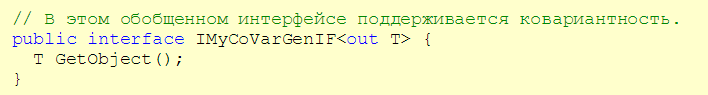 // В этом обобщенном интерфейсе поддерживается ковариантность.
public interface IMyCoVarGenIF<out T> {
  T GetObject();
}